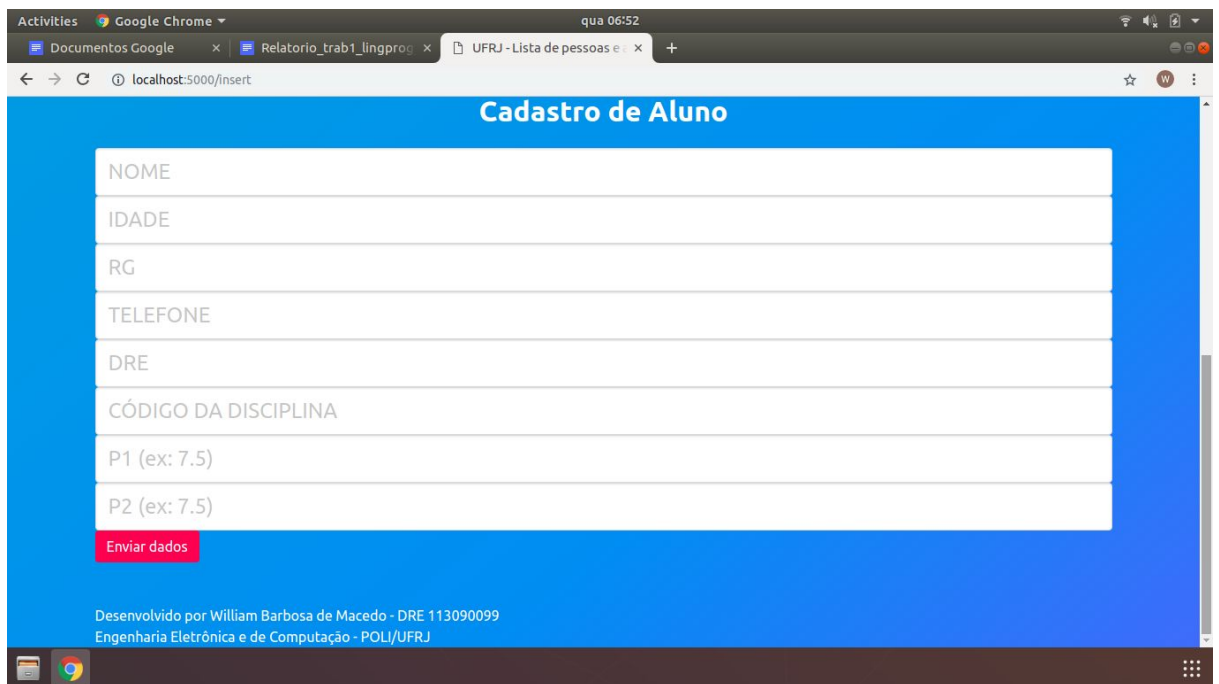 Activities Google Chrome qua 06:52
Documentos Google Relatorio_trab1_lingprog UFRJ - Lista de pessoas e a
localhost:5000/insert W
Cadastro de Aluno
NOME
IDADE
RG
TELEFONE
DRE
CÓDIGO DA DISCIPLINA
P1 (ex: 7.5)
P2 (ex: 7.5)
Enviar dados
Desenvolvido por William Barbosa de Macedo - DRE 113090099
Engenharia Eletrônica e de Computação - POLI/UFRJ